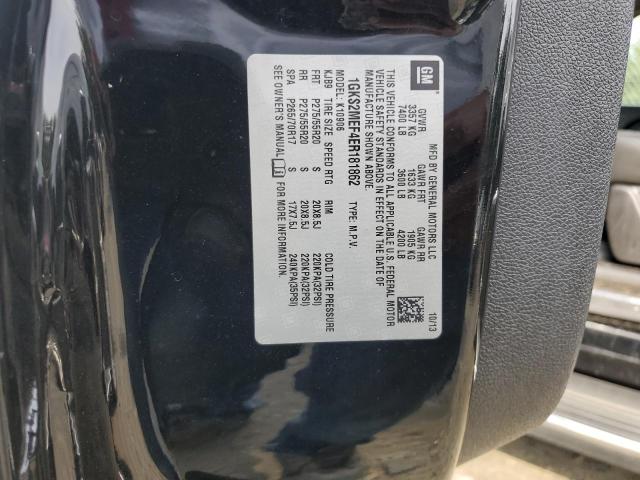 GM
MFD BY GENERAL MOTORS LLC 10/13
GVWR GAWR FRT GAWR RR
3357 KG 1633 KG 1905 KG
7400 LB 3600 LB 4200 LB
THIS VEHICLE CONFORMS TO ALL APPLICABLE U.S. FEDERAL MOTOR
VEHICLE SAFETY STANDARDS IN EFFECT ON THE DATE OF
MANUFACTURE SHOWN ABOVE.
1GKS2MEF4ER181862 TYPE: M.P.V.
MODEL: K10906
KJB9 TIRE SIZE SPEED RTG RIM COLD TIRE PRESSURE
FRT P275/55R20 S 20X8.5J 220KPA(32PSI)
RR P275/55R20 S 20X8.5J 220KPA(32PSI)
SPA P265/70R17 S 17X7.5J 240KPA(35PSI)
SEE OWNER'S MANUAL FOR MORE INFORMATION.